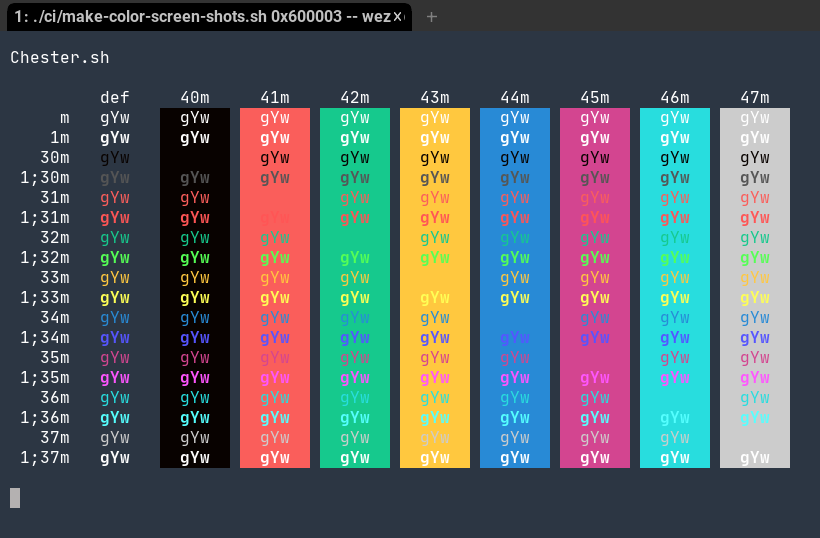 1: ./ci/make-color-screen-shots.sh 0x600003 -- wez× +
Chester.sh
def 40m 41m 42m 43m 44m 45m 46m 47m
m gYw gYw gYw gYw gYw gYw gYw gYw gYw
1m gYw gYw gYw gYw gYw gYw gYw gYw gYw
30m gYw gYw gYw gYw gYw gYw gYw gYw
1;30m gYw gYw gYw gYw gYw gYw gYw gYw gYw
31m gYw gYw gYw gYw gYw gYw gYw gYw
1;31m gYw gYw gYw gYw gYw gYw gYw gYw
32m gYw gYw gYw gYw gYw gYw gYw gYw
1;32m gYw gYw gYw gYw gYw gYw gYw gYw gYw
33m gYw gYw gYw gYw gYw gYw gYw gYw
1;33m gYw gYw gYw gYw gYw gYw gYw gYw gYw
34m gYw gYw gYw gYw gYw gYw gYw gYw
1;34m gYw gYw gYw gYw gYw gYw gYw gYw gYw
35m gYw gYw gYw gYw gYw gYw gYw gYw
1;35m gYw gYw gYw gYw gYw gYw gYw gYw gYw
36m gYw gYw gYw gYw gYw gYw gYw gYw
1;36m gYw gYw gYw gYw gYw gYw gYw gYw gYw
37m gYw gYw gYw gYw gYw gYw gYw gYw
1;37m gYw gYw gYw gYw gYw gYw gYw gYw gYw